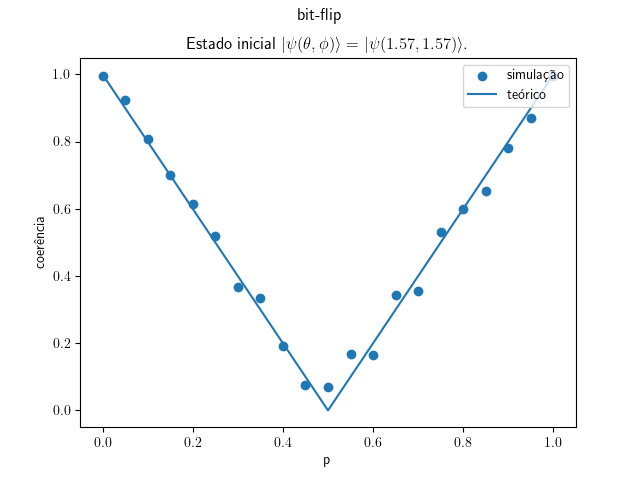 bit-flip
Estado inicial |ψ(θ, ϕ)⟩ = |ψ(1.57, 1.57)⟩.
simulação
teórico
coerência
1.0
0.8
0.6
0.4
0.2
0.0
0.0 0.2 0.4 0.6 0.8 1.0
p